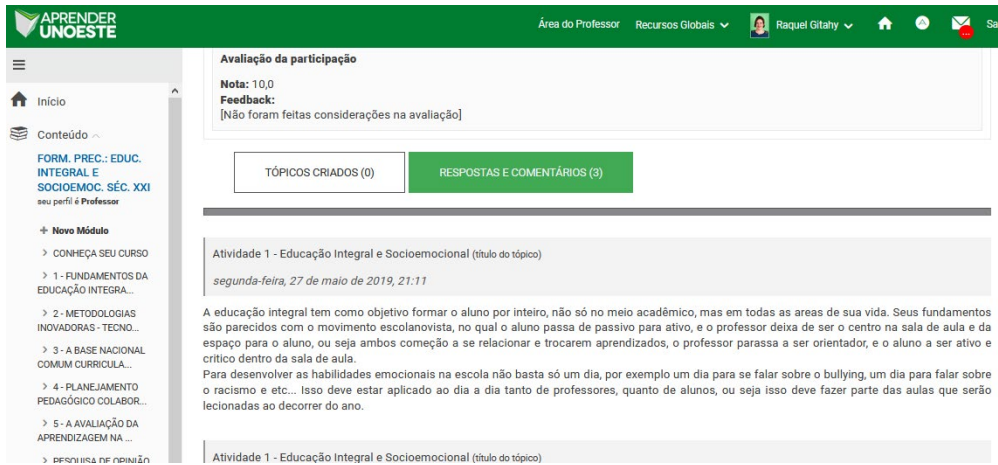 APRENDER
UNOESTE
Área do Professor Recursos Globais Raquel Gitahy Sa
Início
Conteúdo
FORM. PREC.: EDUC.
INTEGRAL E
SOCIOEMOC. SÉC. XXI
seu perfil é Professor
+ Novo Módulo
> CONHEÇA SEU CURSO
> 1 - FUNDAMENTOS DA
EDUCAÇÃO INTEGRA...
> 2 - METODOLOGIAS
INOVADORAS - TECNO...
> 3 - A BASE NACIONAL
COMUM CURRICULA...
> 4 - PLANEJAMENTO
PEDAGÓGICO COLABOR...
> 5 - A AVALIAÇÃO DA
APRENDIZAGEM NA ...
> PESQUISA DE OPINIÃO
Avaliação da participação
Nota: 10,0
Feedback:
[Não foram feitas considerações na avaliação]
TÓPICOS CRIADOS (0) RESPOSTAS E COMENTÁRIOS (3)
Atividade 1 - Educação Integral e Socioemocional (título do tópico)
segunda-feira, 27 de maio de 2019, 21:11
A educação integral tem como objetivo formar o aluno por inteiro, não só no meio acadêmico, mas em todas as areas de sua vida. Seus fundamentos
são parecidos com o movimento escolanovista, no qual o aluno passa de passivo para ativo, e o professor deixa de ser o centro na sala de aula e da
espaço para o aluno, ou seja ambos começão a se relacionar e trocarem aprendizados, o professor parassa a ser orientador, e o aluno a ser ativo e
critico dentro da sala de aula.
Para desenvolver as habilidades emocionais na escola não basta só um dia, por exemplo um dia para se falar sobre o bullying, um dia para falar sobre
o racismo e etc... Isso deve estar aplicado ao dia a dia tanto de professores, quanto de alunos, ou seja isso deve fazer parte das aulas que serão
lecionadas ao decorrer do ano.
Atividade 1 - Educação Integral e Socioemocional (título do tópico)